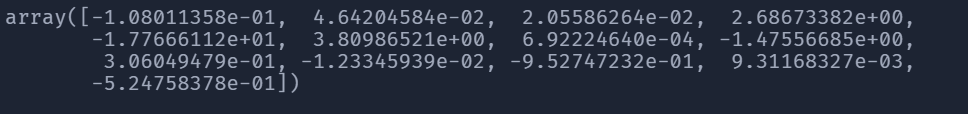 array([-1.08011358e-01,  4.64204584e-02,  2.05586264e-02,  2.68673382e+00,
       -1.77666112e+01,  3.80986521e+00,  6.92224640e-04, -1.47556685e+00,
        3.06049479e-01, -1.23345939e-02, -9.52747232e-01,  9.31168327e-03,
       -5.24758378e-01])